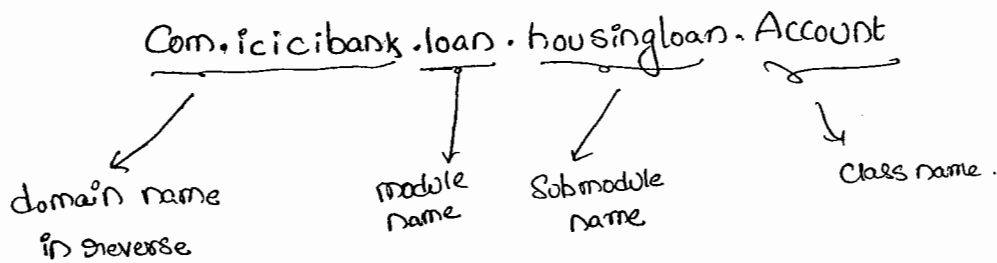 Com.icicibank.loan.housingloan.Account
domain name
in reverse
module
name
Submodule
name
Class name.